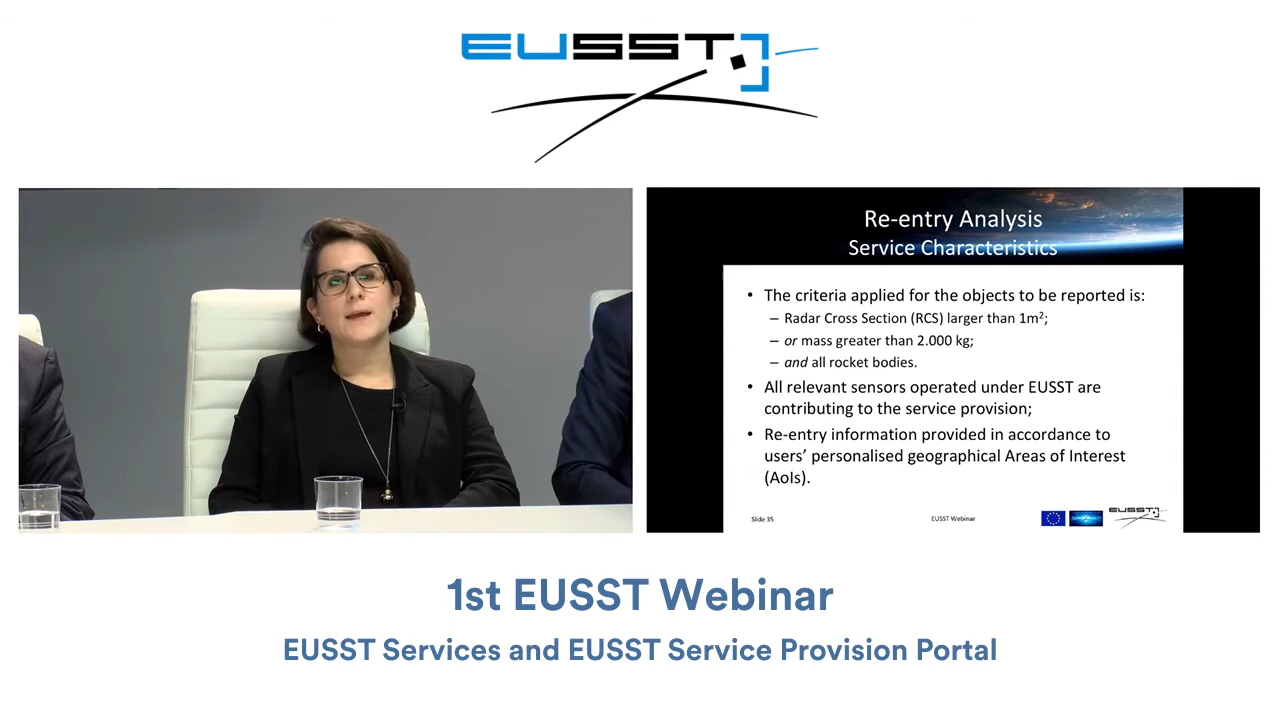 EUSST
Re-entry Analysis
Service Characteristics
• The criteria applied for the objects to be reported is:
– Radar Cross Section (RCS) larger than 1m²;
– or mass greater than 2.000 kg;
– and all rocket bodies.
• All relevant sensors operated under EUSST are
contributing to the service provision;
• Re-entry information provided in accordance to
users’ personalised geographical Areas of Interest
(AoIs).
Slide 35
EUSST Webinar
EUSST
1st EUSST Webinar
EUSST Services and EUSST Service Provision Portal